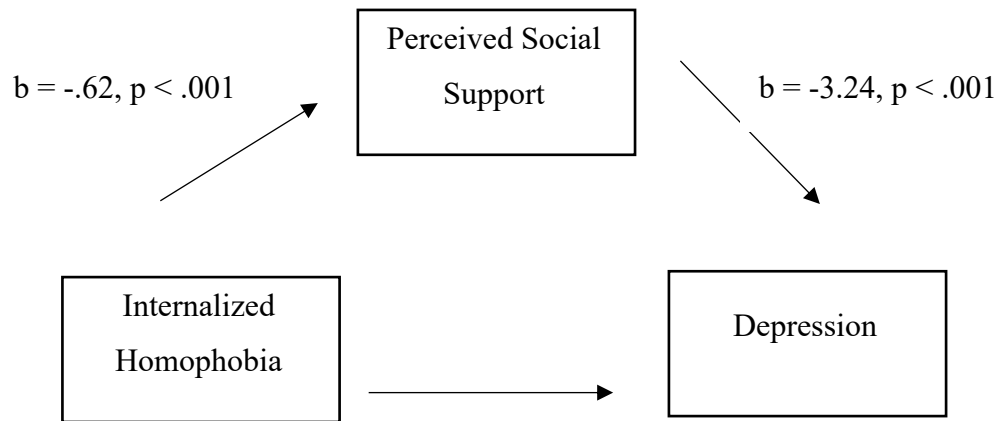 Perceived Social
Support
b = -.62, p < .001
b = -3.24, p < .001
Internalized
Homophobia
Depression